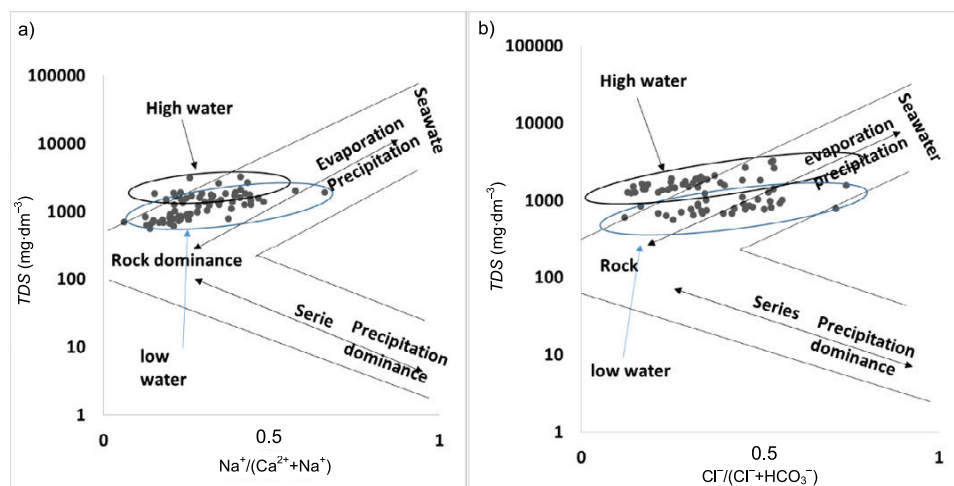 a)
100000
10000
1000
100
10
1
TDS (mg·dm⁻³)
High water
Evaporation
Precipitation
Seawate
Rock dominance
Serie Precipitation
dominance
low
water
0 0.5 1
Na⁺/(Ca²⁺+Na⁺)
b)
100000
10000
1000
100
10
1
TDS (mg·dm⁻³)
High water
evaporation
precipitation
Seawater
Rock
Series Precipitation
dominance
low water
0 0.5 1
Cl⁻/(Cl⁻+HCO₃⁻)